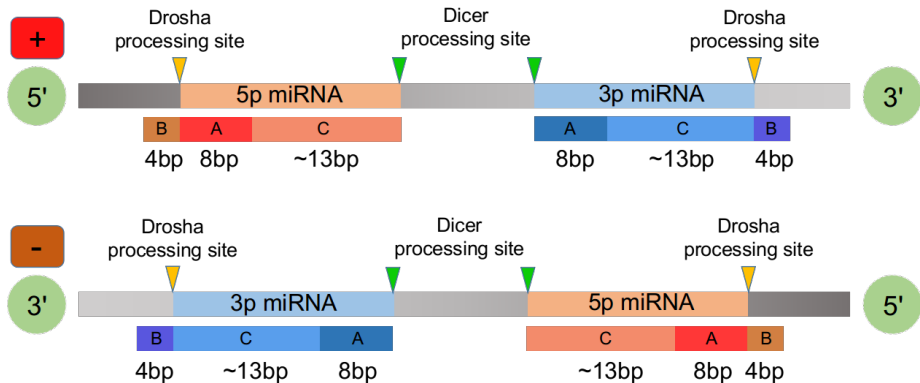 +
Drosha
processing site
Dicer
processing site
Drosha
processing site
5'
5p miRNA
3p miRNA
3'
B
A
C
A
C
B
4bp
8bp
~13bp
8bp
~13bp
4bp
-
Drosha
processing site
Dicer
processing site
Drosha
processing site
3'
3p miRNA
5p miRNA
5'
B
C
A
C
A
B
4bp
~13bp
8bp
~13bp
8bp
4bp